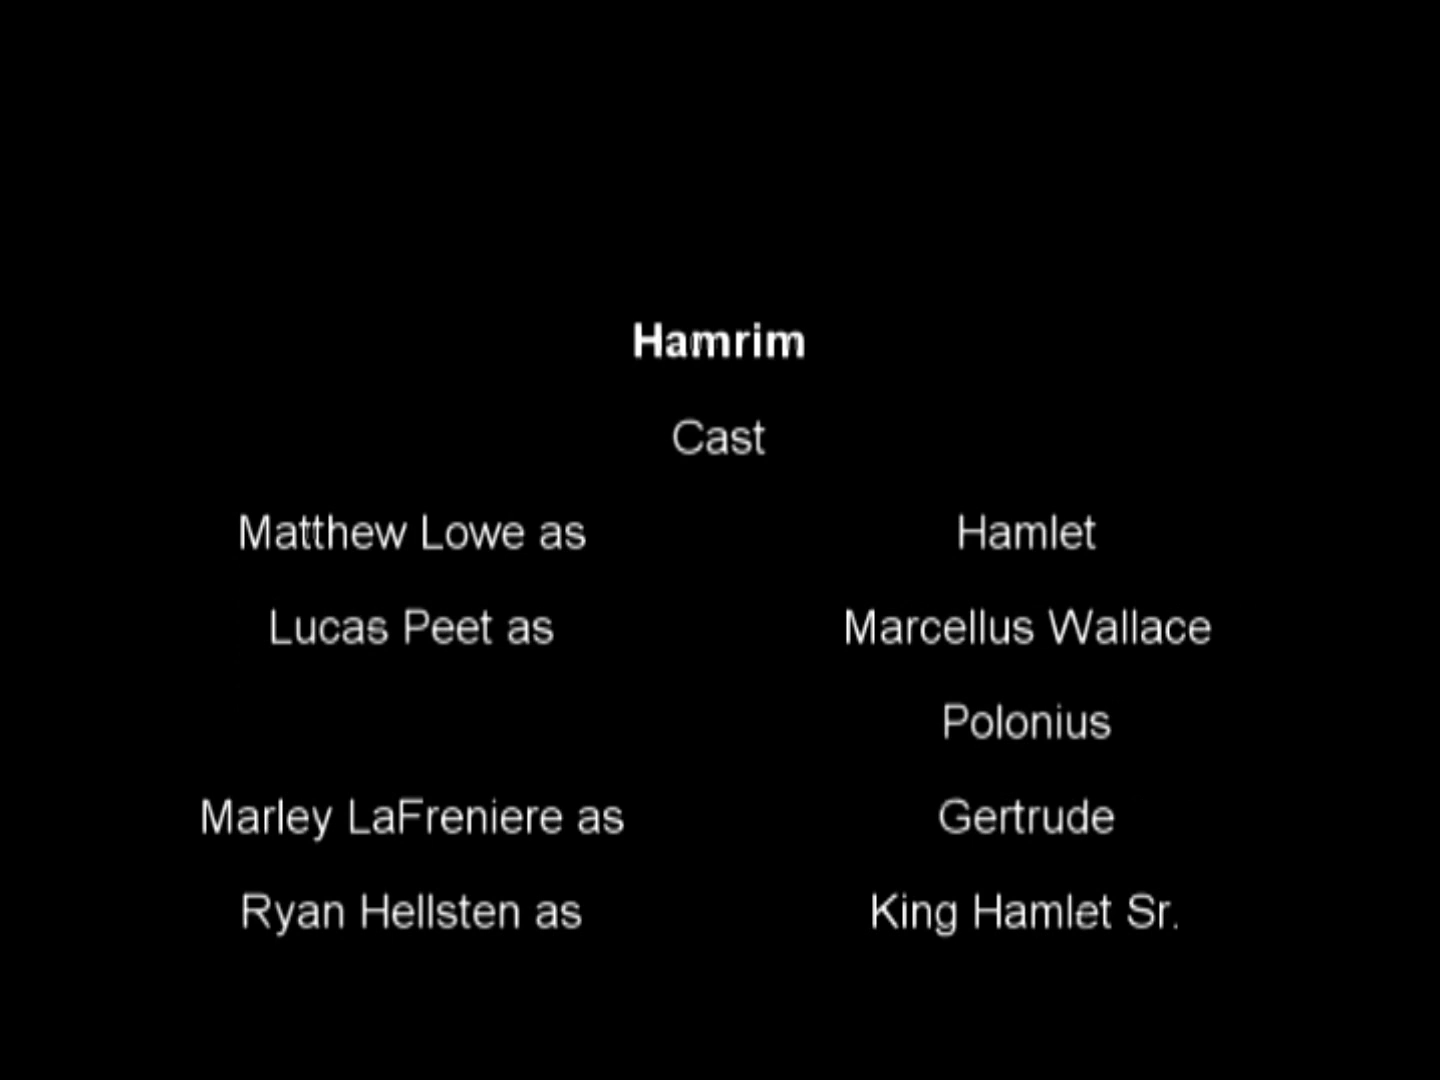 Hamrim
Cast
Matthew Lowe as Hamlet
Lucas Peet as Marcellus Wallace
Polonius
Marley LaFreniere as Gertrude
Ryan Hellsten as King Hamlet Sr.